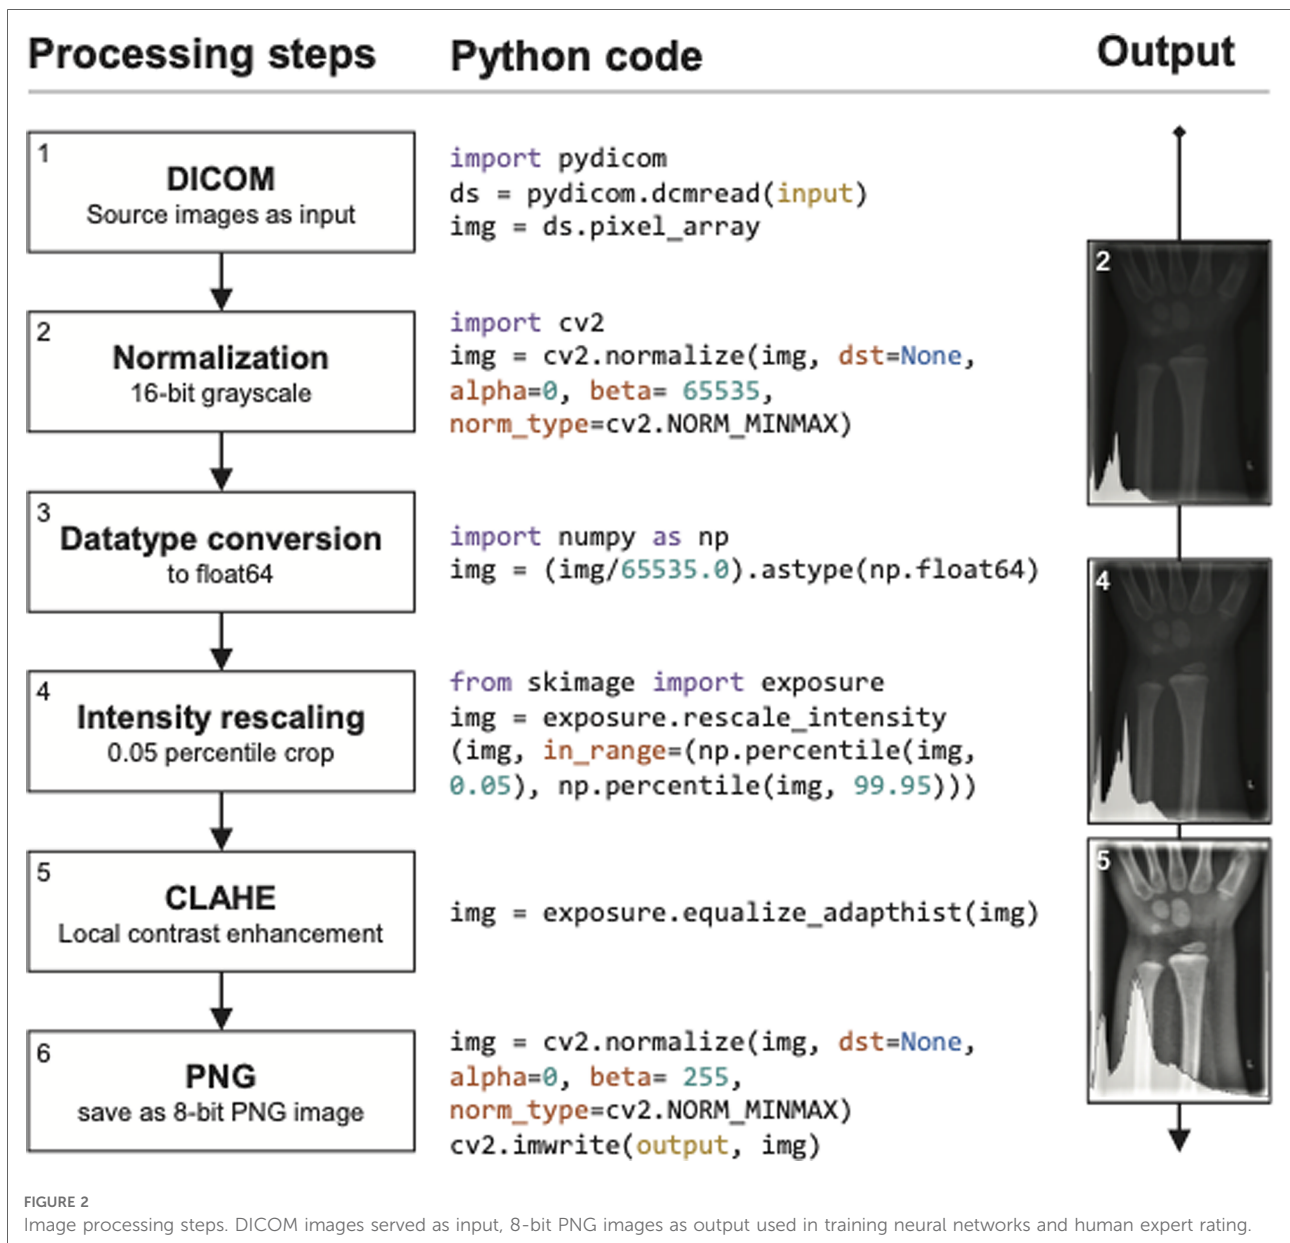 Processing steps
Python code
Output
1
DICOM
Source images as input
import pydicom
ds = pydicom.dcmread(input)
img = ds.pixel_array
2
Normalization
16-bit grayscale
import cv2
img = cv2.normalize(img, dst=None,
alpha=0, beta= 65535,
norm_type=cv2.NORM_MINMAX)
2
L
3
Datatype conversion
to float64
import numpy as np
img = (img/65535.0).astype(np.float64)
4
Intensity rescaling
0.05 percentile crop
from skimage import exposure
img = exposure.rescale_intensity
(img, in_range=(np.percentile(img,
0.05), np.percentile(img, 99.95)))
4
L
5
CLAHE
Local contrast enhancement
img = exposure.equalize_adapthist(img)
5
L
6
PNG
save as 8-bit PNG image
img = cv2.normalize(img, dst=None,
alpha=0, beta= 255,
norm_type=cv2.NORM_MINMAX)
cv2.imwrite(output, img)
FIGURE 2
Image processing steps. DICOM images served as input, 8-bit PNG images as output used in training neural networks and human expert rating.